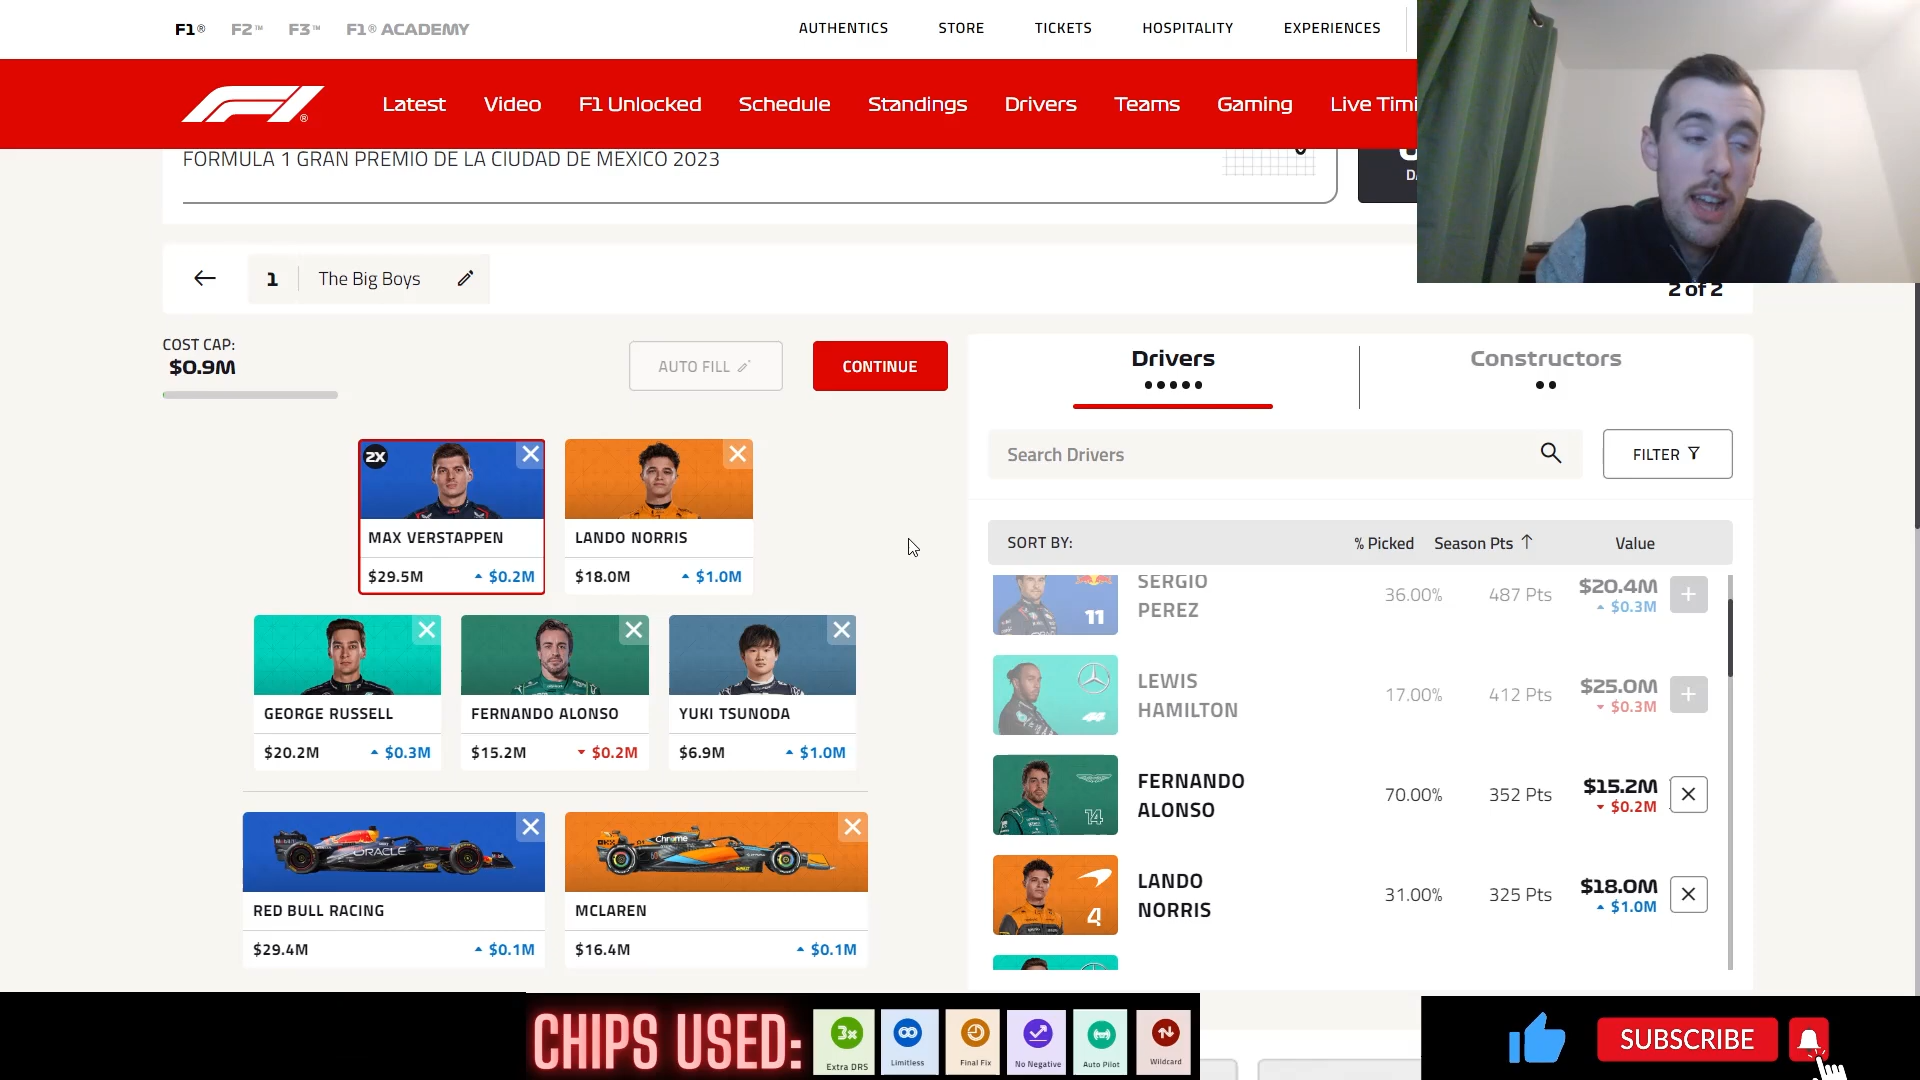 F1® F2™ F3™ F1® ACADEMY
AUTHENTICS STORE TICKETS HOSPITALITY EXPERIENCES
Latest Video F1 Unlocked Schedule Standings Drivers Teams Gaming Live Timi
FORMULA 1 GRAN PREMIO DE LA CIUDAD DE MÉXICO 2023
1 The Big Boys
2 of 2
COST CAP:
$0.9M
AUTO FILL
CONTINUE
Drivers
Constructors
Search Drivers
FILTER
SORT BY: % Picked Season Pts Value
2X
MAX VERSTAPPEN
$29.5M $0.2M
LANDO NORRIS
$18.0M $1.0M
GEORGE RUSSELL
$20.2M $0.3M
FERNANDO ALONSO
$15.2M $0.2M
YUKI TSUNODA
$6.9M $1.0M
ORACLE
RED BULL RACING
$29.4M $0.1M
Chrome
MCLAREN
$16.4M $0.1M
11
SERGIO
PEREZ
36.00% 487 Pts $20.4M
$0.3M
LEWIS
HAMILTON
17.00% 412 Pts $25.0M
$0.3M
14
FERNANDO
ALONSO
70.00% 352 Pts $15.2M
$0.2M
4
LANDO
NORRIS
31.00% 325 Pts $18.0M
$1.0M
CHIPS USED:
3x
Extra DRS
Limitless
Final Fix
No Negative
Auto Pilot
Wildcard
SUBSCRIBE